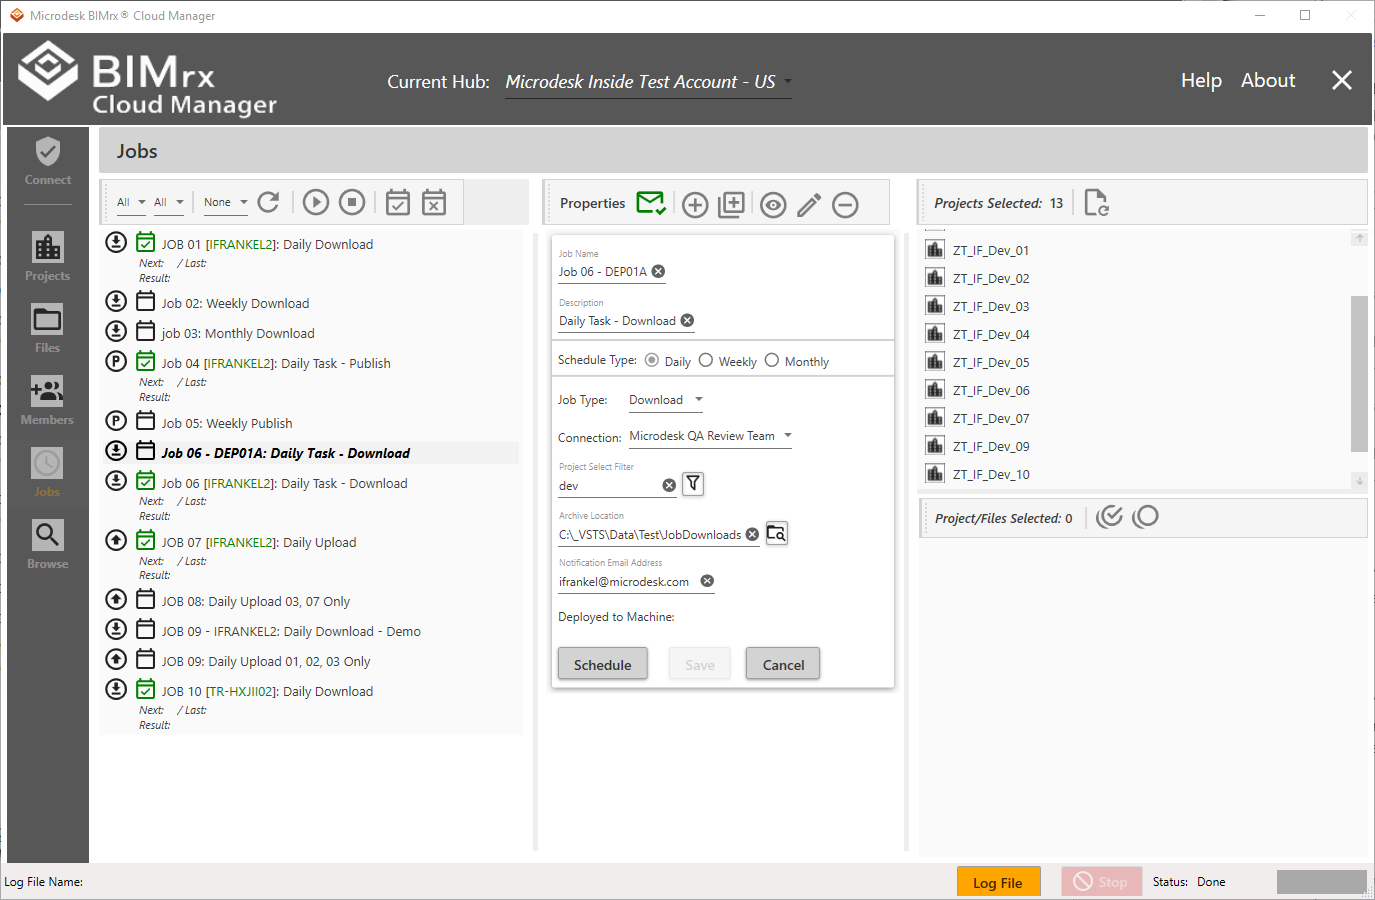 Microdesk BIMrx® Cloud Manager
BIMrx
Cloud Manager
Current Hub: Microdesk Inside Test Account - US
Help About
Connect
Projects
Files
Members
Jobs
Browse
Jobs
All All None
JOB 01 [IFRANKEL2]: Daily Download
Next: / Last:
Result:
Job 02: Weekly Download
job 03: Monthly Download
Job 04 [IFRANKEL2]: Daily Task - Publish
Next: / Last:
Result:
Job 05: Weekly Publish
Job 06 - DEP01A: Daily Task - Download
Job 06 [IFRANKEL2]: Daily Task - Download
Next: / Last:
Result:
JOB 07 [IFRANKEL2]: Daily Upload
Next: / Last:
Result:
JOB 08: Daily Upload 03, 07 Only
JOB 09 - IFRANKEL2: Daily Download - Demo
JOB 09: Daily Upload 01, 02, 03 Only
JOB 10 [TR-HXJII02]: Daily Download
Next: / Last:
Result:
Properties
Job Name
Job 06 - DEP01A
Description
Daily Task - Download
Schedule Type: Daily Weekly Monthly
Job Type: Download
Connection: Microdesk QA Review Team
Project Select Filter
dev
Archive Location
C:\_VSTS\Data\Test\JobDownloads
Notification Email Address
ifrankel@microdesk.com
Deployed to Machine:
Schedule Save Cancel
Projects Selected: 13
ZT_IF_Dev_01
ZT_IF_Dev_02
ZT_IF_Dev_03
ZT_IF_Dev_04
ZT_IF_Dev_05
ZT_IF_Dev_06
ZT_IF_Dev_07
ZT_IF_Dev_09
ZT_IF_Dev_10
Project/Files Selected: 0
Log File Name:
Log File
Stop
Status: Done